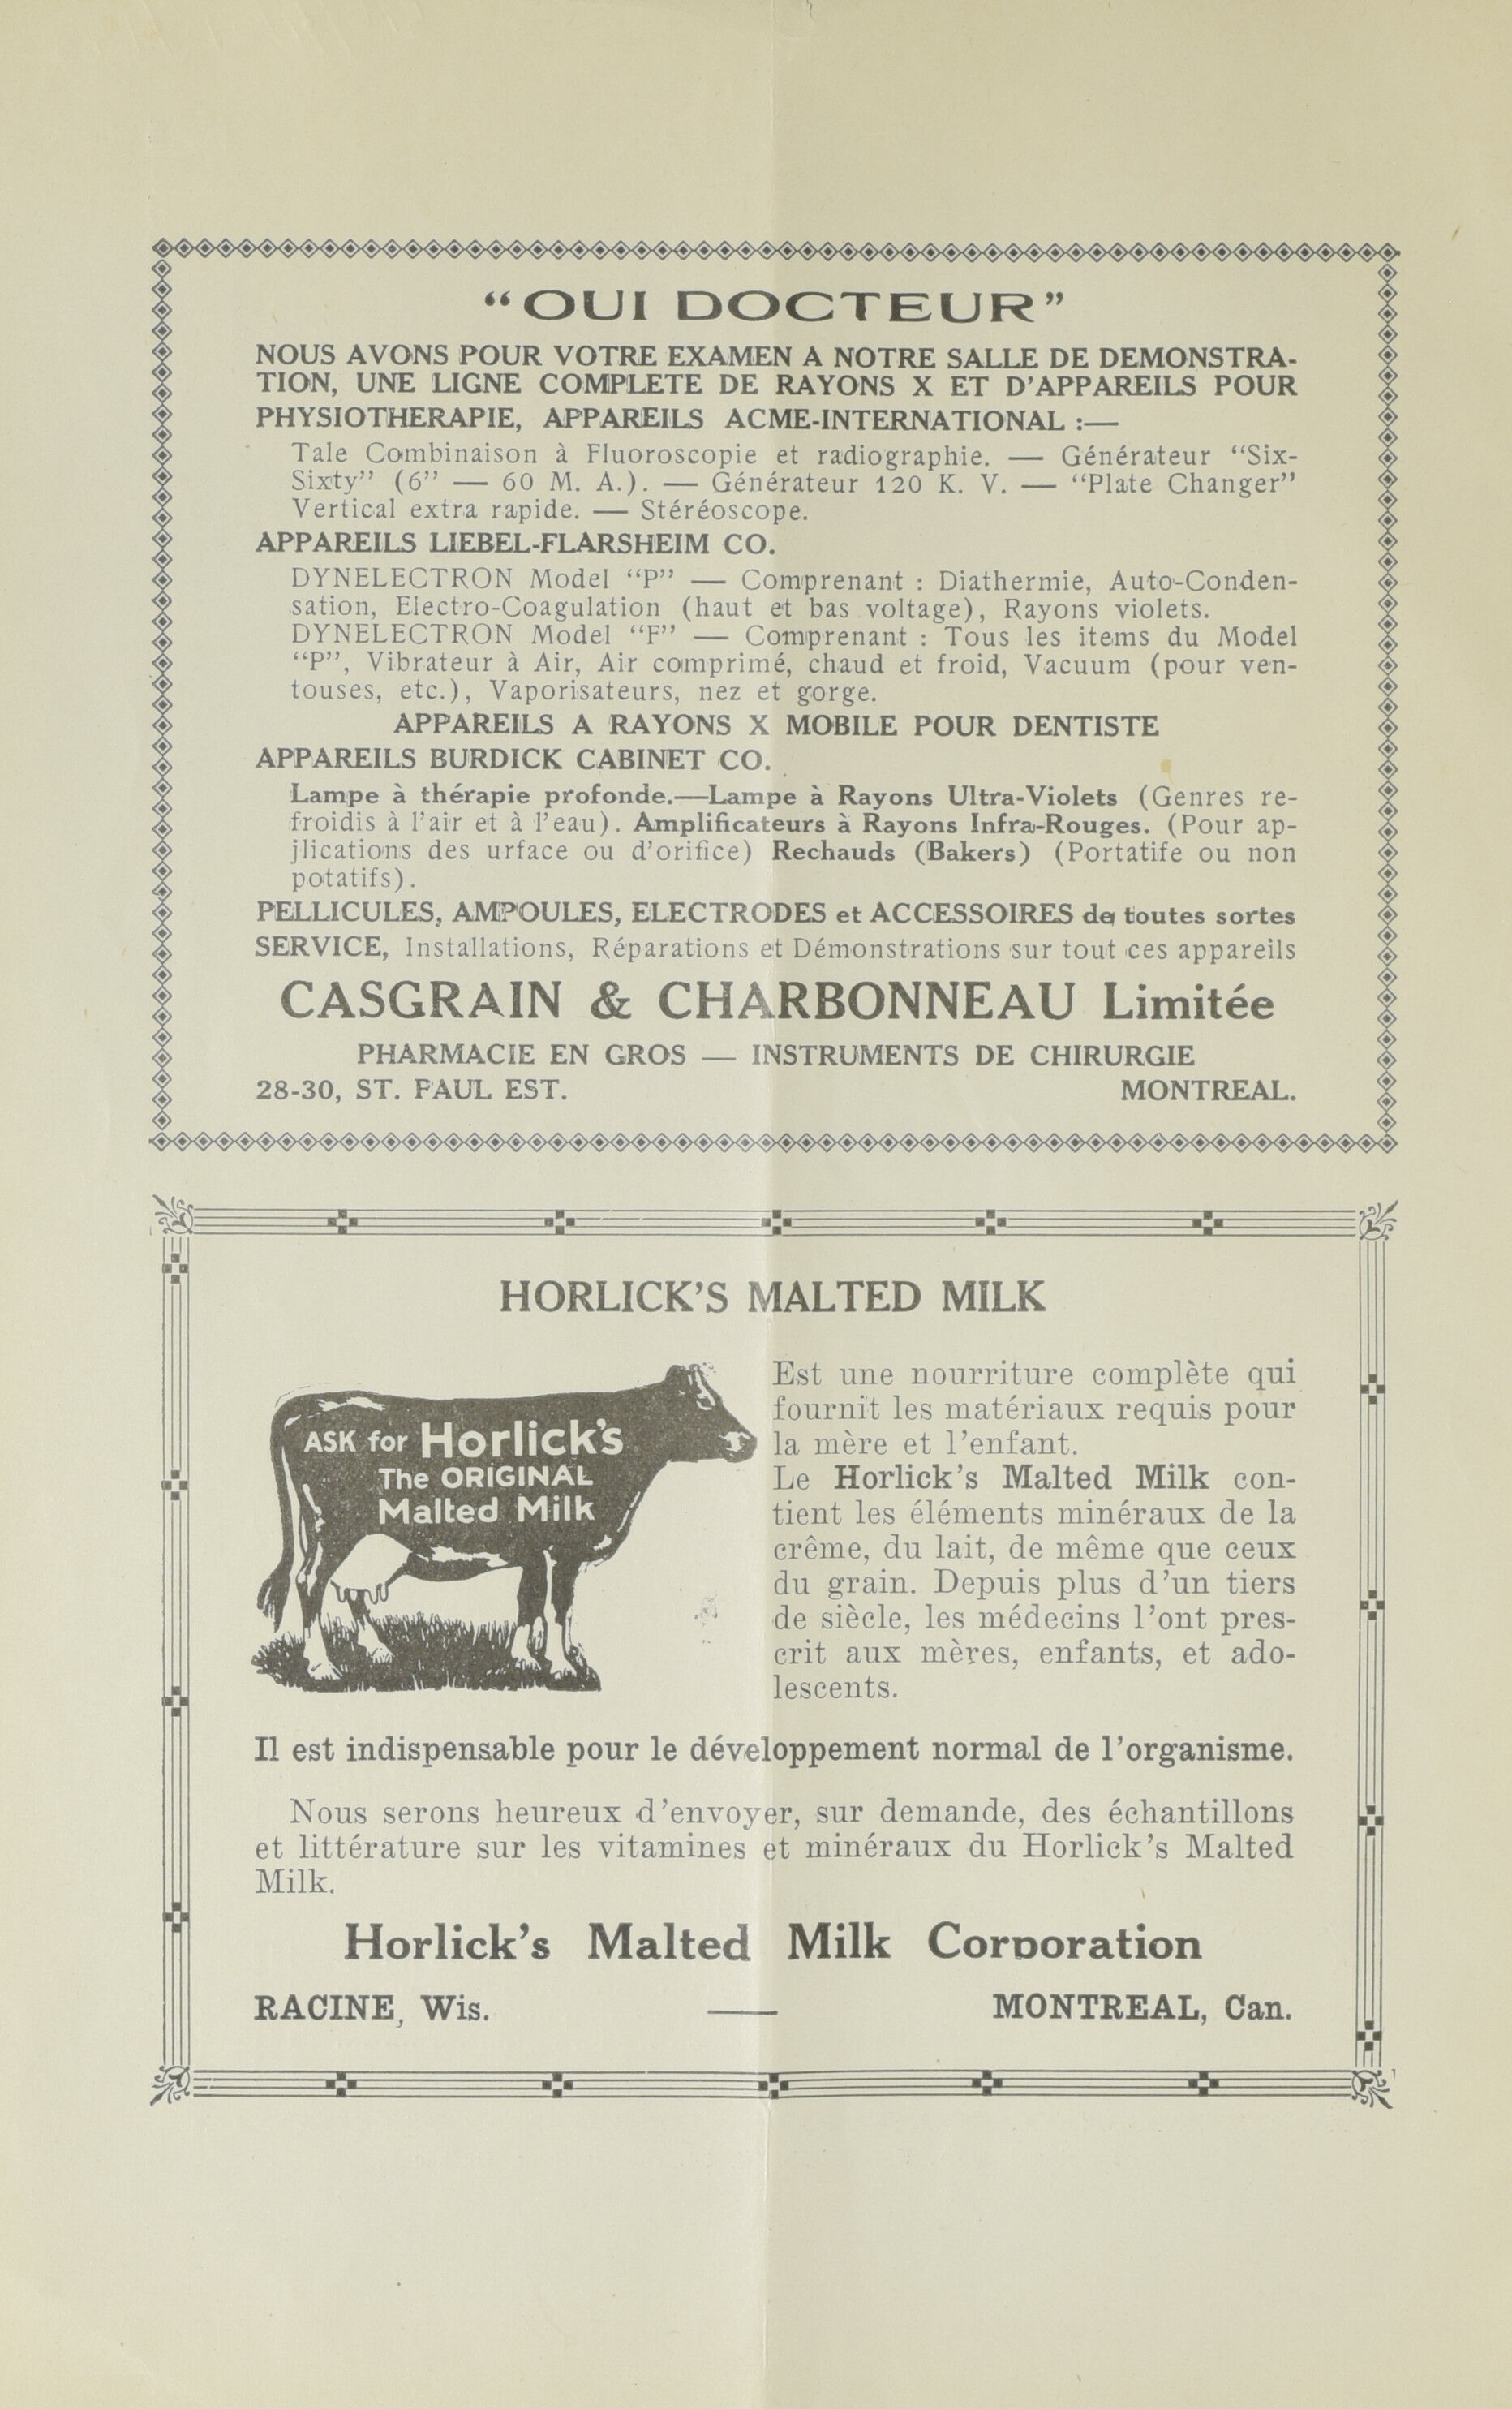 “OUI DOCTEUR”
NOUS AVONS POUR VOTRE EXAMEN A NOTRE SALLE DE DEMONSTRA-
TION, UNE LIGNE COMPLETE DE RAYONS X ET D’APPAREILS POUR
PHYSIOTHERAPIE, APPAREILS ACME-INTERNATIONAL :—
Tale Combinaison à Fluoroscopie et radiographie. — Générateur “Six-
Sixty” (6” — 60 M. A.). — Générateur 120 K. V. — “Plate Changer”
Vertical extra rapide. — Stéréoscope.
APPAREILS LIEBEL-FLARSHEIM CO.
DYNELECTRON Model “P” — Comprenant : Diathermie, Auto-Conden-
sation, Electro-Coagulation (haut et bas voltage), Rayons violets.
DYNELECTRON Model “F” — Comprenant : Tous les items du Model
“P”, Vibrateur à Air, Air comprimé, chaud et froid, Vacuum (pour ven-
touses, etc.), Vaporisateurs, nez et gorge.
APPAREILS A RAYONS X MOBILE POUR DENTISTE
APPAREILS BURDICK CABINET CO.
Lampe à thérapie profonde.—Lampe à Rayons Ultra-Violets (Genres re-
froidis à l’air et à l’eau). Amplificateurs à Rayons Infra-Rouges. (Pour ap-
jlications des urface ou d’orifice) Rechauds (Bakers) (Portatife ou non
potatifs).
PELLICULES, AMPOULES, ELECTRODES et ACCESSOIRES de toutes sortes
SERVICE, Installations, Réparations et Démonstrations sur tout ces appareils
CASGRAIN & CHARBONNEAU Limitée
PHARMACIE EN GROS — INSTRUMENTS DE CHIRURGIE
28-30, ST. PAUL EST. MONTREAL.
HORLICK’S MALTED MILK
ASK for Horlick’s
The ORIGINAL
Malted Milk
Est une nourriture complète qui
fournit les matériaux requis pour
la mère et l’enfant.
Le Horlick’s Malted Milk con-
tient les éléments minéraux de la
crême, du lait, de même que ceux
du grain. Depuis plus d’un tiers
de siècle, les médecins l’ont pres-
crit aux mères, enfants, et ado-
lescents.
Il est indispensable pour le développement normal de l’organisme.
Nous serons heureux d’envoyer, sur demande, des échantillons
et littérature sur les vitamines et minéraux du Horlick’s Malted
Milk.
Horlick’s Malted Milk Corporation
RACINE, Wis. — MONTREAL, Can.